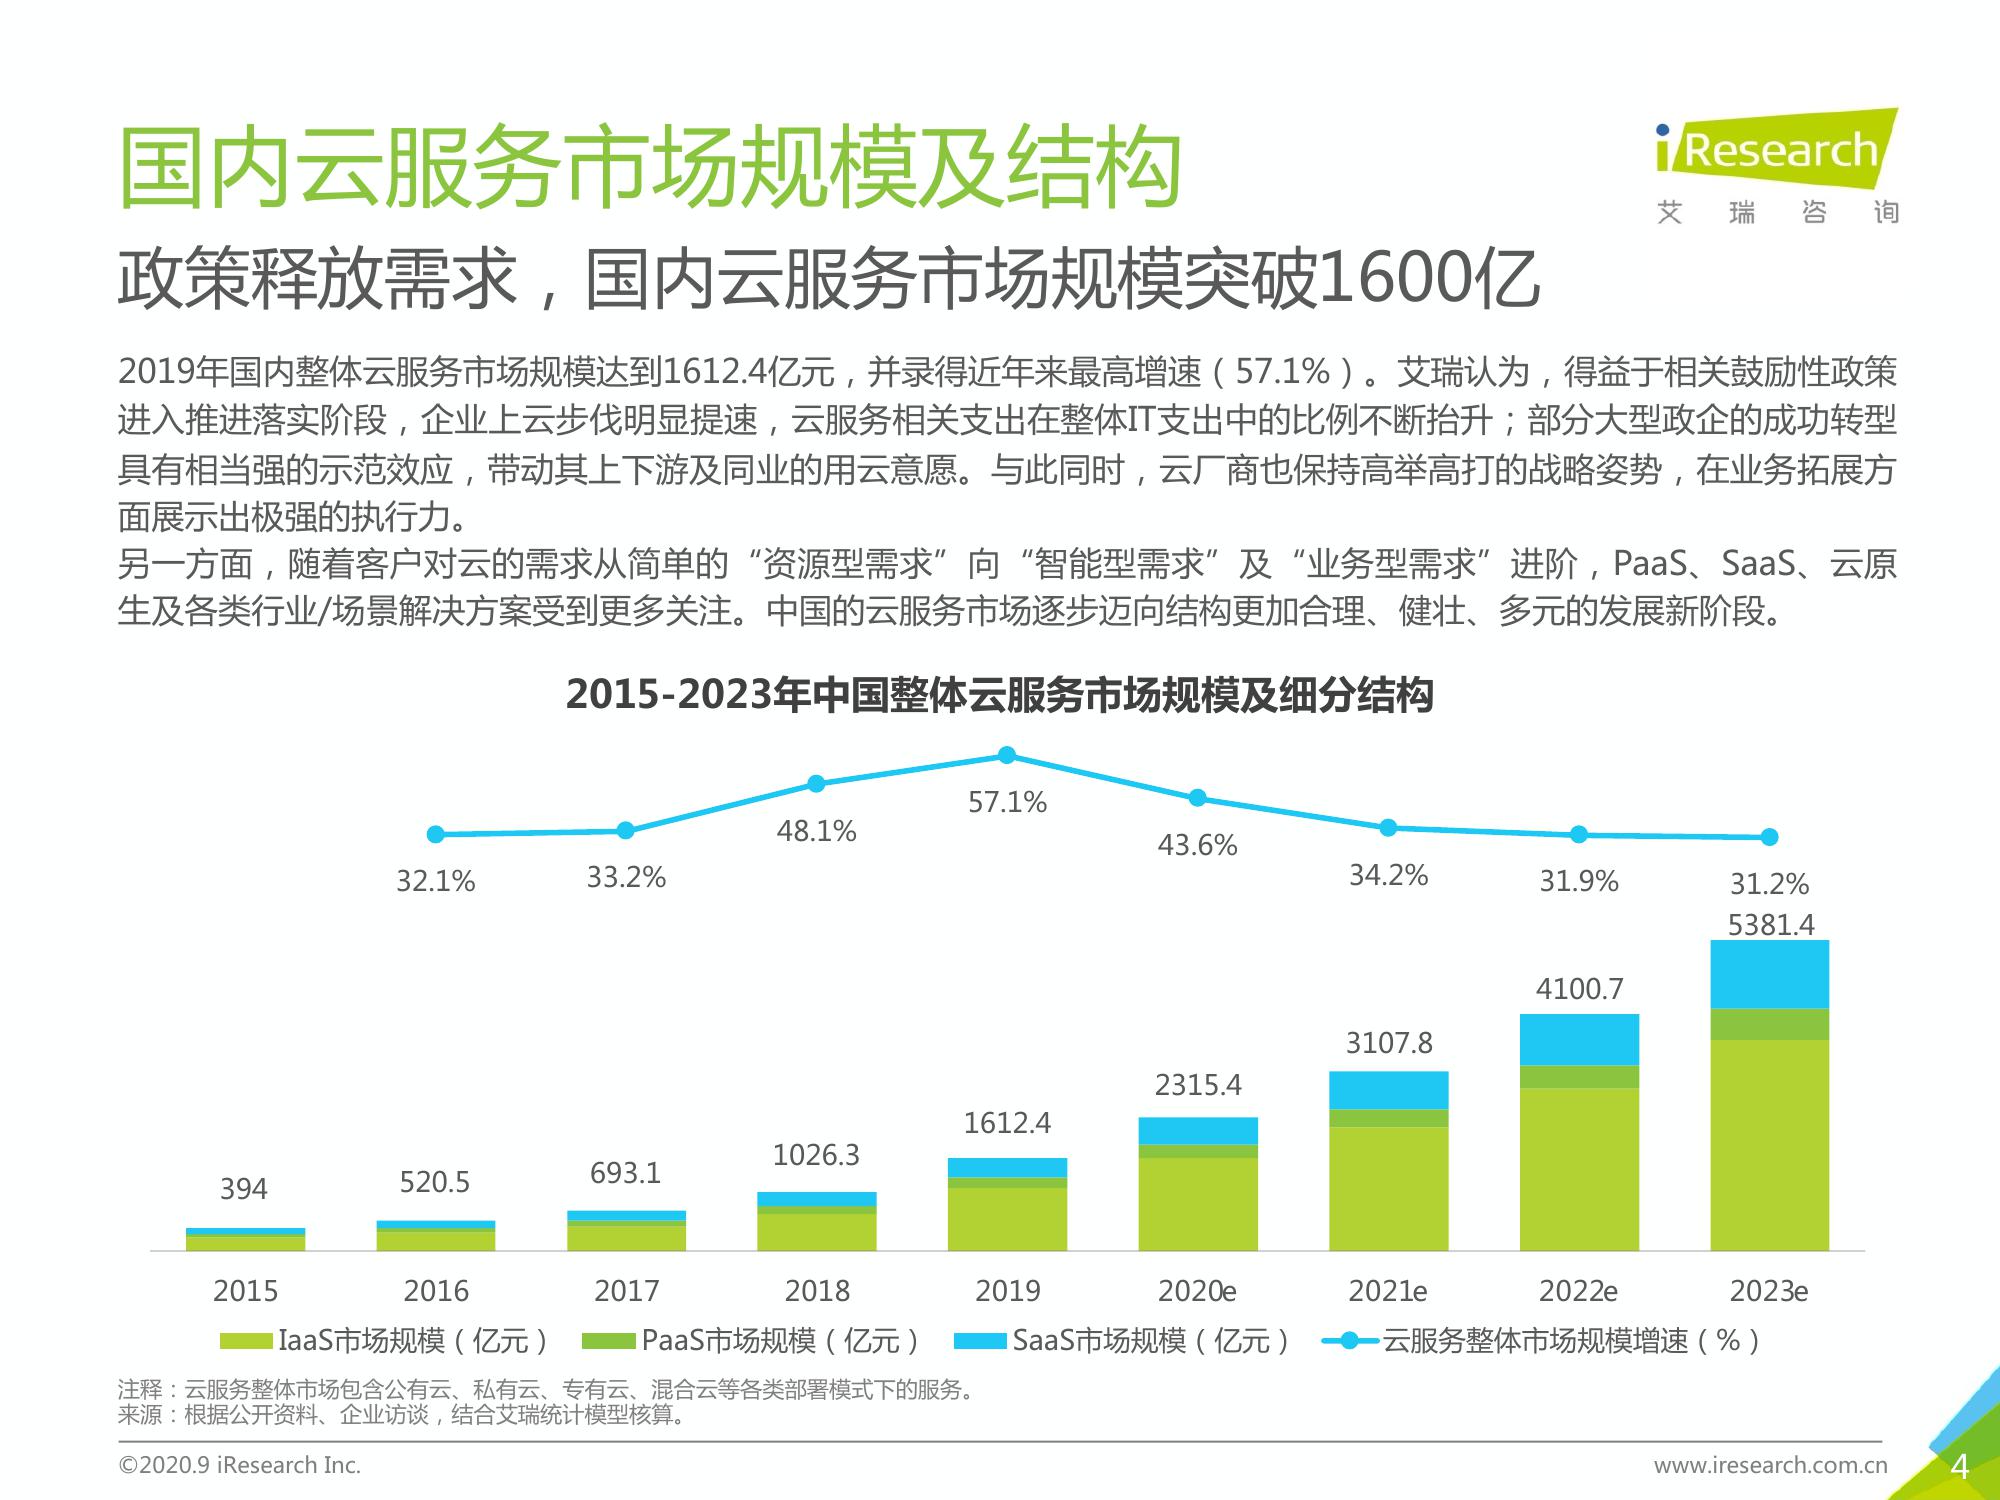 国内云服务市场规模及结构
iResearch
艾瑞咨询
政策释放需求，国内云服务市场规模突破1600亿
2019年国内整体云服务市场规模达到1612.4亿元，并录得近年来最高增速（57.1%）。艾瑞认为，得益于相关鼓励性政策
进入推进落实阶段，企业上云步伐明显提速，云服务相关支出在整体IT支出中的比例不断抬升；部分大型政企的成功转型
具有相当强的示范效应，带动其上下游及同业的用云意愿。与此同时，云厂商也保持高举高打的战略姿势，在业务拓展方
面展示出极强的执行力。
另一方面，随着客户对云的需求从简单的“资源型需求”向“智能型需求”及“业务型需求”进阶，PaaS、SaaS、云原
生及各类行业/场景解决方案受到更多关注。中国的云服务市场逐步迈向结构更加合理、健壮、多元的发展新阶段。
2015-2023年中国整体云服务市场规模及细分结构
32.1% 33.2% 48.1% 57.1% 43.6% 34.2% 31.9% 31.2%
394 520.5 693.1 1026.3 1612.4 2315.4 3107.8 4100.7 5381.4
2015 2016 2017 2018 2019 2020e 2021e 2022e 2023e
IaaS市场规模（亿元） PaaS市场规模（亿元） SaaS市场规模（亿元） 云服务整体市场规模增速（%）
注释：云服务整体市场包含公有云、私有云、专有云、混合云等各类部署模式下的服务。
来源：根据公开资料、企业访谈，结合艾瑞统计模型核算。
©2020.9 iResearch Inc.
www.iresearch.com.cn
4